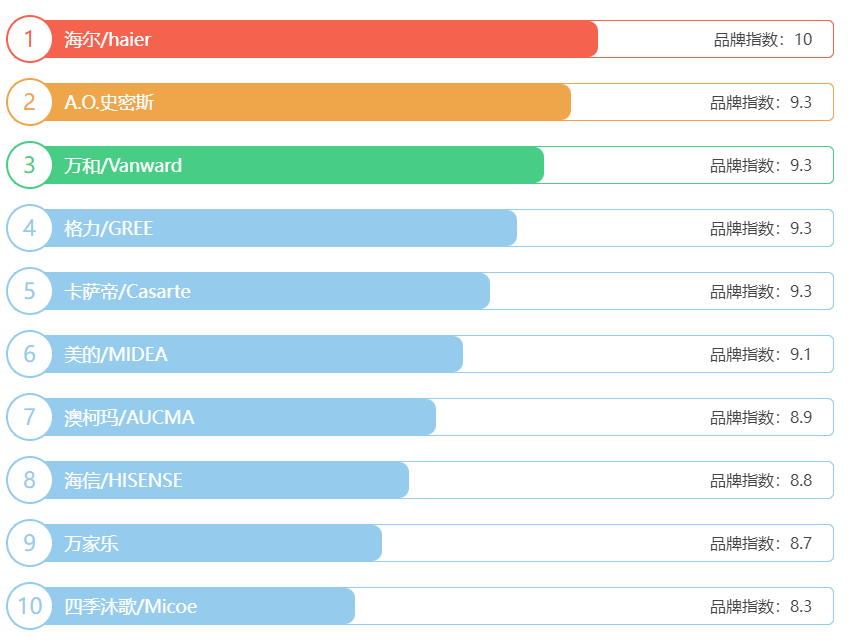 1 海尔/haier 品牌指数：10
2 A.O.史密斯 品牌指数：9.3
3 万和/Vanward 品牌指数：9.3
4 格力/GREE 品牌指数：9.3
5 卡萨帝/Casarte 品牌指数：9.3
6 美的/MIDEA 品牌指数：9.1
7 澳柯玛/AUCMA 品牌指数：8.9
8 海信/HISENSE 品牌指数：8.8
9 万家乐 品牌指数：8.7
10 四季沐歌/Micoe 品牌指数：8.3